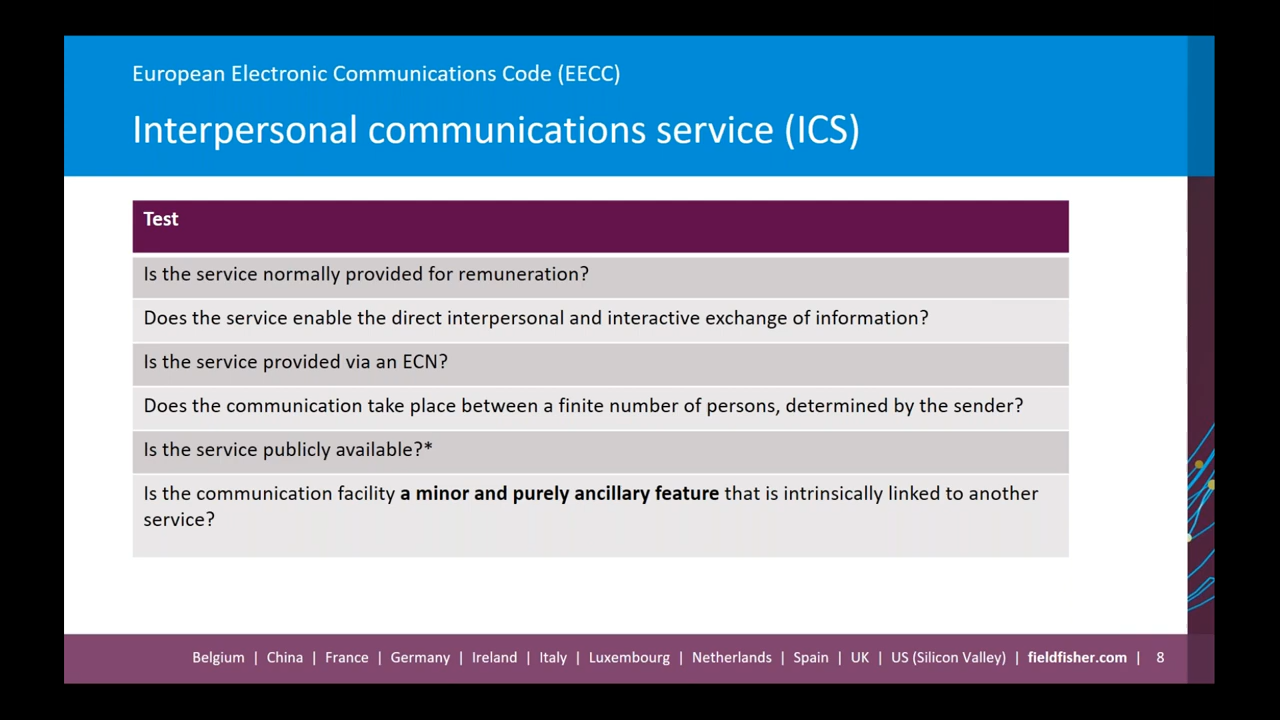 European Electronic Communications Code (EECC)
Interpersonal communications service (ICS)
Test
Is the service normally provided for remuneration?
Does the service enable the direct interpersonal and interactive exchange of information?
Is the service provided via an ECN?
Does the communication take place between a finite number of persons, determined by the sender?
Is the service publicly available?*
Is the communication facility a minor and purely ancillary feature that is intrinsically linked to another
service?
Belgium | China | France | Germany | Ireland | Italy | Luxembourg | Netherlands | Spain | UK | US (Silicon Valley) | fieldfisher.com | 8